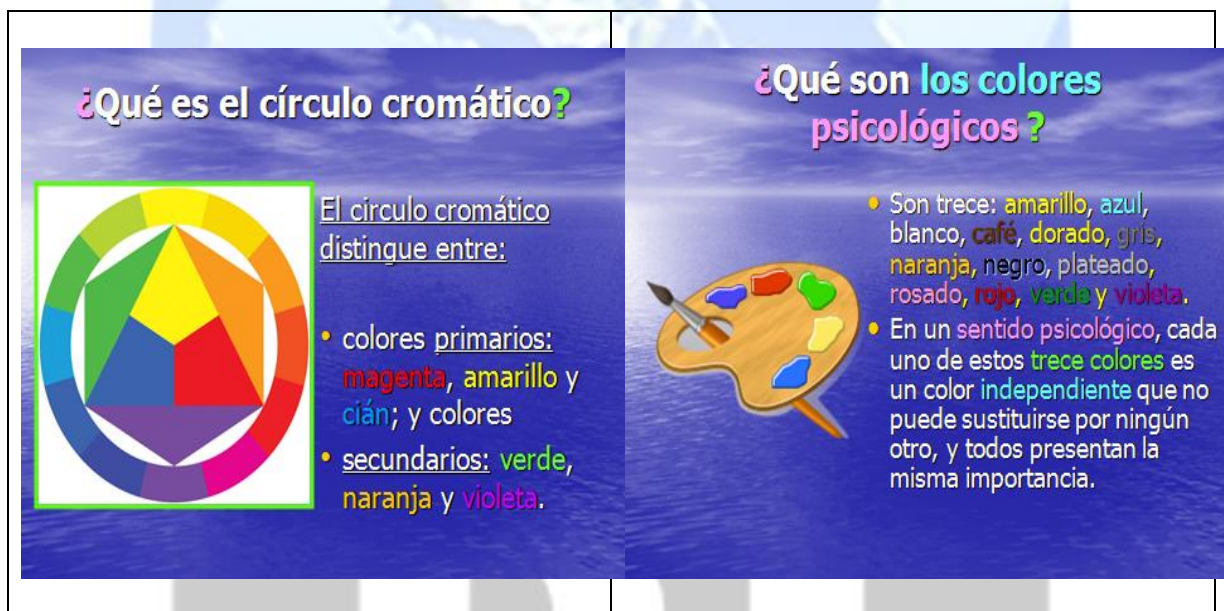 ¿Qué es el círculo cromático?
El circulo cromático
distingue entre:
• colores primarios:
magenta, amarillo y
cián; y colores
• secundarios: verde,
naranja y violeta.
¿Qué son los colores
psicológicos ?
• Son trece: amarillo, azul,
blanco, café, dorado, gris,
naranja, negro, plateado,
rosado, rojo, verde y violeta.
• En un sentido psicológico, cada
uno de estos trece colores es
un color independiente que no
puede sustituirse por ningún
otro, y todos presentan la
misma importancia.